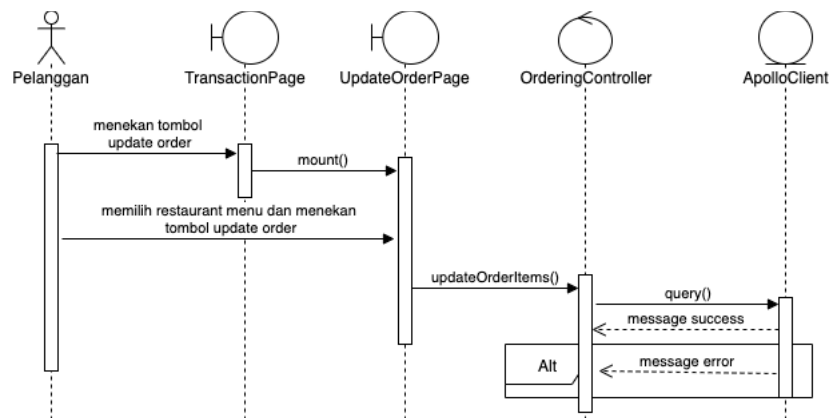 Pelanggan
TransactionPage
UpdateOrderPage
OrderingController
ApolloClient
menekan tombol
update order
mount()
memilih restaurant menu dan menekan
tombol update order
updateOrderItems()
query()
message success
Alt
message error